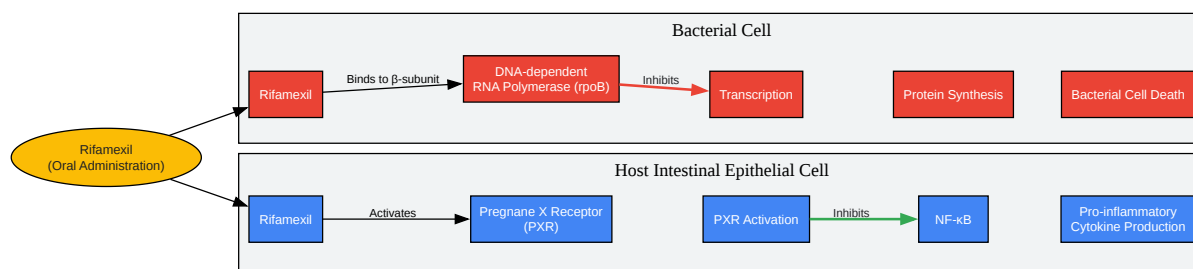 Bacterial Cell
Rifamexil
Binds to β-subunit
DNA-dependent
RNA Polymerase (rpoB)
Inhibits
Transcription
Protein Synthesis
Bacterial Cell Death
Rifamexil
(Oral Administration)
Host Intestinal Epithelial Cell
Rifamexil
Activates
Pregnane X Receptor
(PXR)
PXR Activation
Inhibits
NF-κB
Pro-inflammatory
Cytokine Production